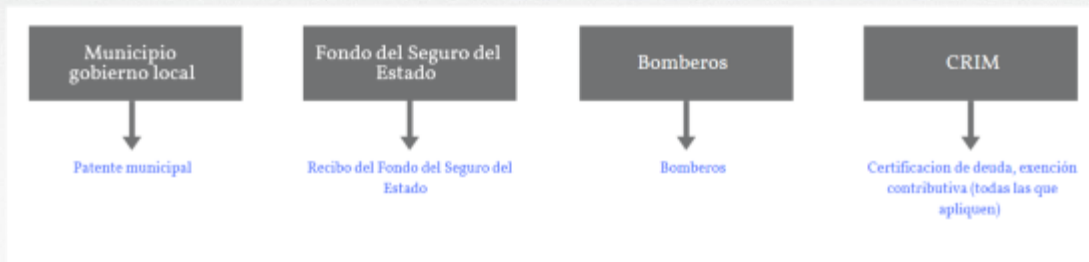 Municipio
gobierno local
Fondo del Seguro del
Estado
Bomberos
CRIM
Patente municipal
Recibo del Fondo del Seguro del
Estado
Bomberos
Certificacion de deuda, exención
contributiva (todas las que
apliquen)